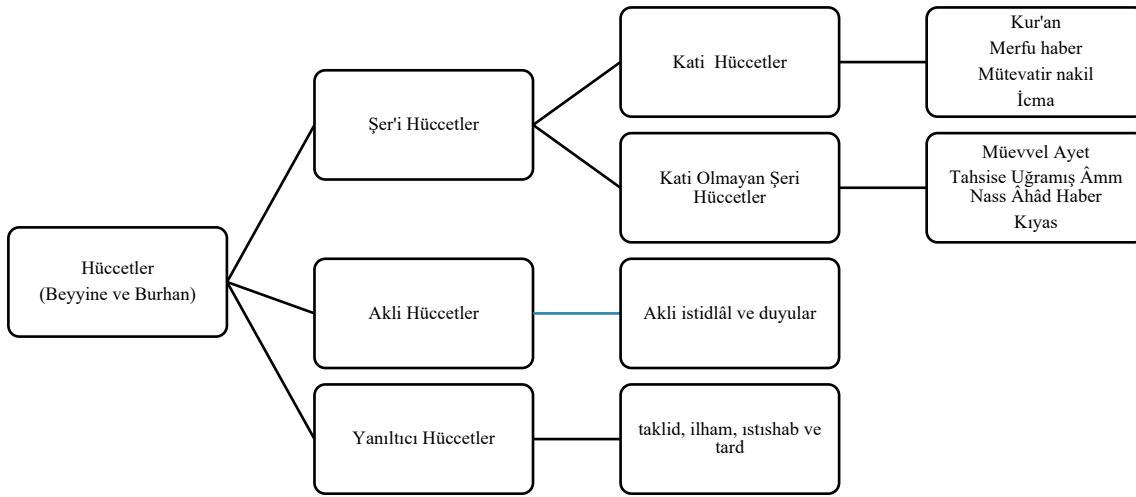 Hüccetler
(Beyyine ve Burhan)
Şer'i Hüccetler
Kati Hüccetler
Kur'an
Merfu haber
Mütevatir nakil
İcma
Kati Olmayan Şeri
Hüccetler
Müevvel Ayet
Tahsise Uğramış Âmm
Nass Âhâd Haber
Kıyas
Akli Hüccetler
Akli istidlâl ve duyular
Yanıltıcı Hüccetler
taklid, ilham, ıstıshab ve
tard